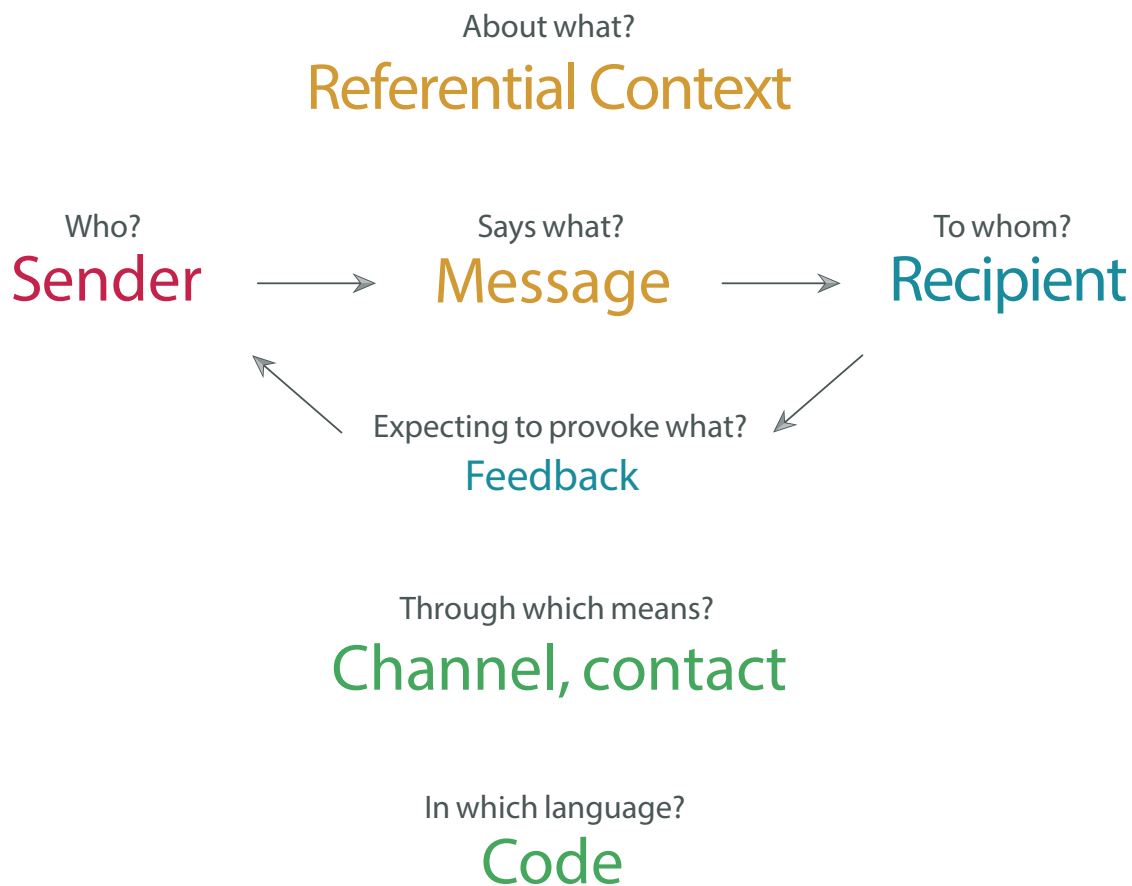 About what?
Referential Context
Who?
Sender
Says what?
Message
To whom?
Recipient
Expecting to provoke what?
Feedback
Through which means?
Channel, contact
In which language?
Code